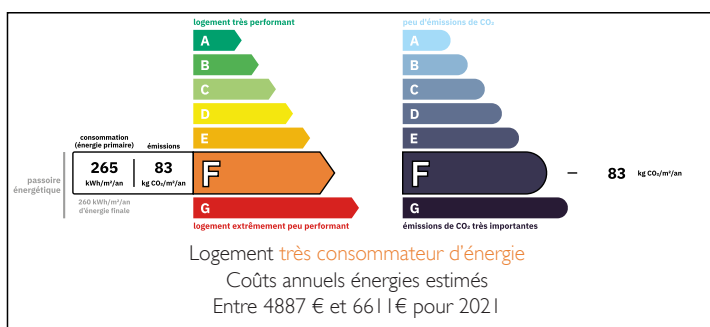 logement très performant
A
B
C
D
E
consommation
(énergie primaire)
émissions
passoire
énergétique
265
kWh/m²/an
83
kg CO₂/m²/an
F
260 kWh/m²/an
d'énergie finale
G
logement extrêmement peu performant
peu d'émissions de CO₂
A
B
C
D
E
F
83 kg CO₂/m²/an
G
émissions de CO₂ très importantes
Logement très consommateur d'énergie
Coûts annuels énergies estimés
Entre 4887 € et 6611€ pour 2021